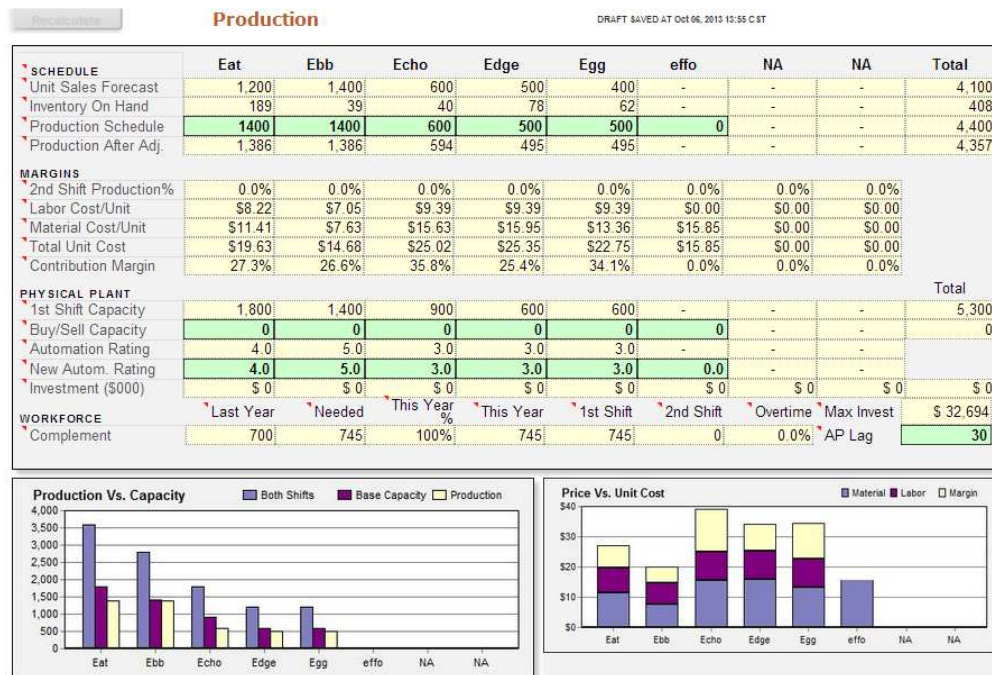 Recalculate Production DRAFT SAVED AT Oct 06, 2013 13:55 CST
SCHEDULE Eat Ebb Echo Edge Egg effo NA NA Total
Unit Sales Forecast 1,200 1,400 600 500 400 - - - 4,100
Inventory On Hand 189 39 40 78 62 - - - 408
Production Schedule 1400 1400 600 500 500 0 - - 4,400
Production After Adj. 1,386 1,386 594 495 495 - - - 4,357
MARGINS
2nd Shift Production% 0.0% 0.0% 0.0% 0.0% 0.0% 0.0% 0.0% 0.0%
Labor Cost/Unit $8.22 $7.05 $9.39 $9.39 $9.39 $0.00 $0.00 $0.00
Material Cost/Unit $11.41 $7.63 $15.63 $15.95 $13.36 $15.85 $0.00 $0.00
Total Unit Cost $19.63 $14.68 $25.02 $25.35 $22.75 $15.85 $0.00 $0.00
Contribution Margin 27.3% 26.6% 35.8% 25.4% 34.1% 0.0% 0.0% 0.0%
PHYSICAL PLANT Total
1st Shift Capacity 1,800 1,400 900 600 600 - - - 5,300
Buy/Sell Capacity 0 0 0 0 0 0 - - 0
Automation Rating 4.0 5.0 3.0 3.0 3.0 - - -
New Autom. Rating 4.0 5.0 3.0 3.0 3.0 0.0 - -
Investment ($000) $ 0 $ 0 $ 0 $ 0 $ 0 $ 0 $ 0 $ 0 $ 0
WORKFORCE Last Year Needed This Year % This Year 1st Shift 2nd Shift Overtime Max Invest $ 32,694
Complement 700 745 100% 745 745 0 0.0% AP Lag 30
Production Vs. Capacity Both Shifts Base Capacity Production
4,000
3,500
3,000
2,500
2,000
1,500
1,000
500
0
Eat Ebb Echo Edge Egg effo NA NA
Price Vs. Unit Cost Material Labor Margin
$40
$30
$20
$10
$0
Eat Ebb Echo Edge Egg effo NA NA